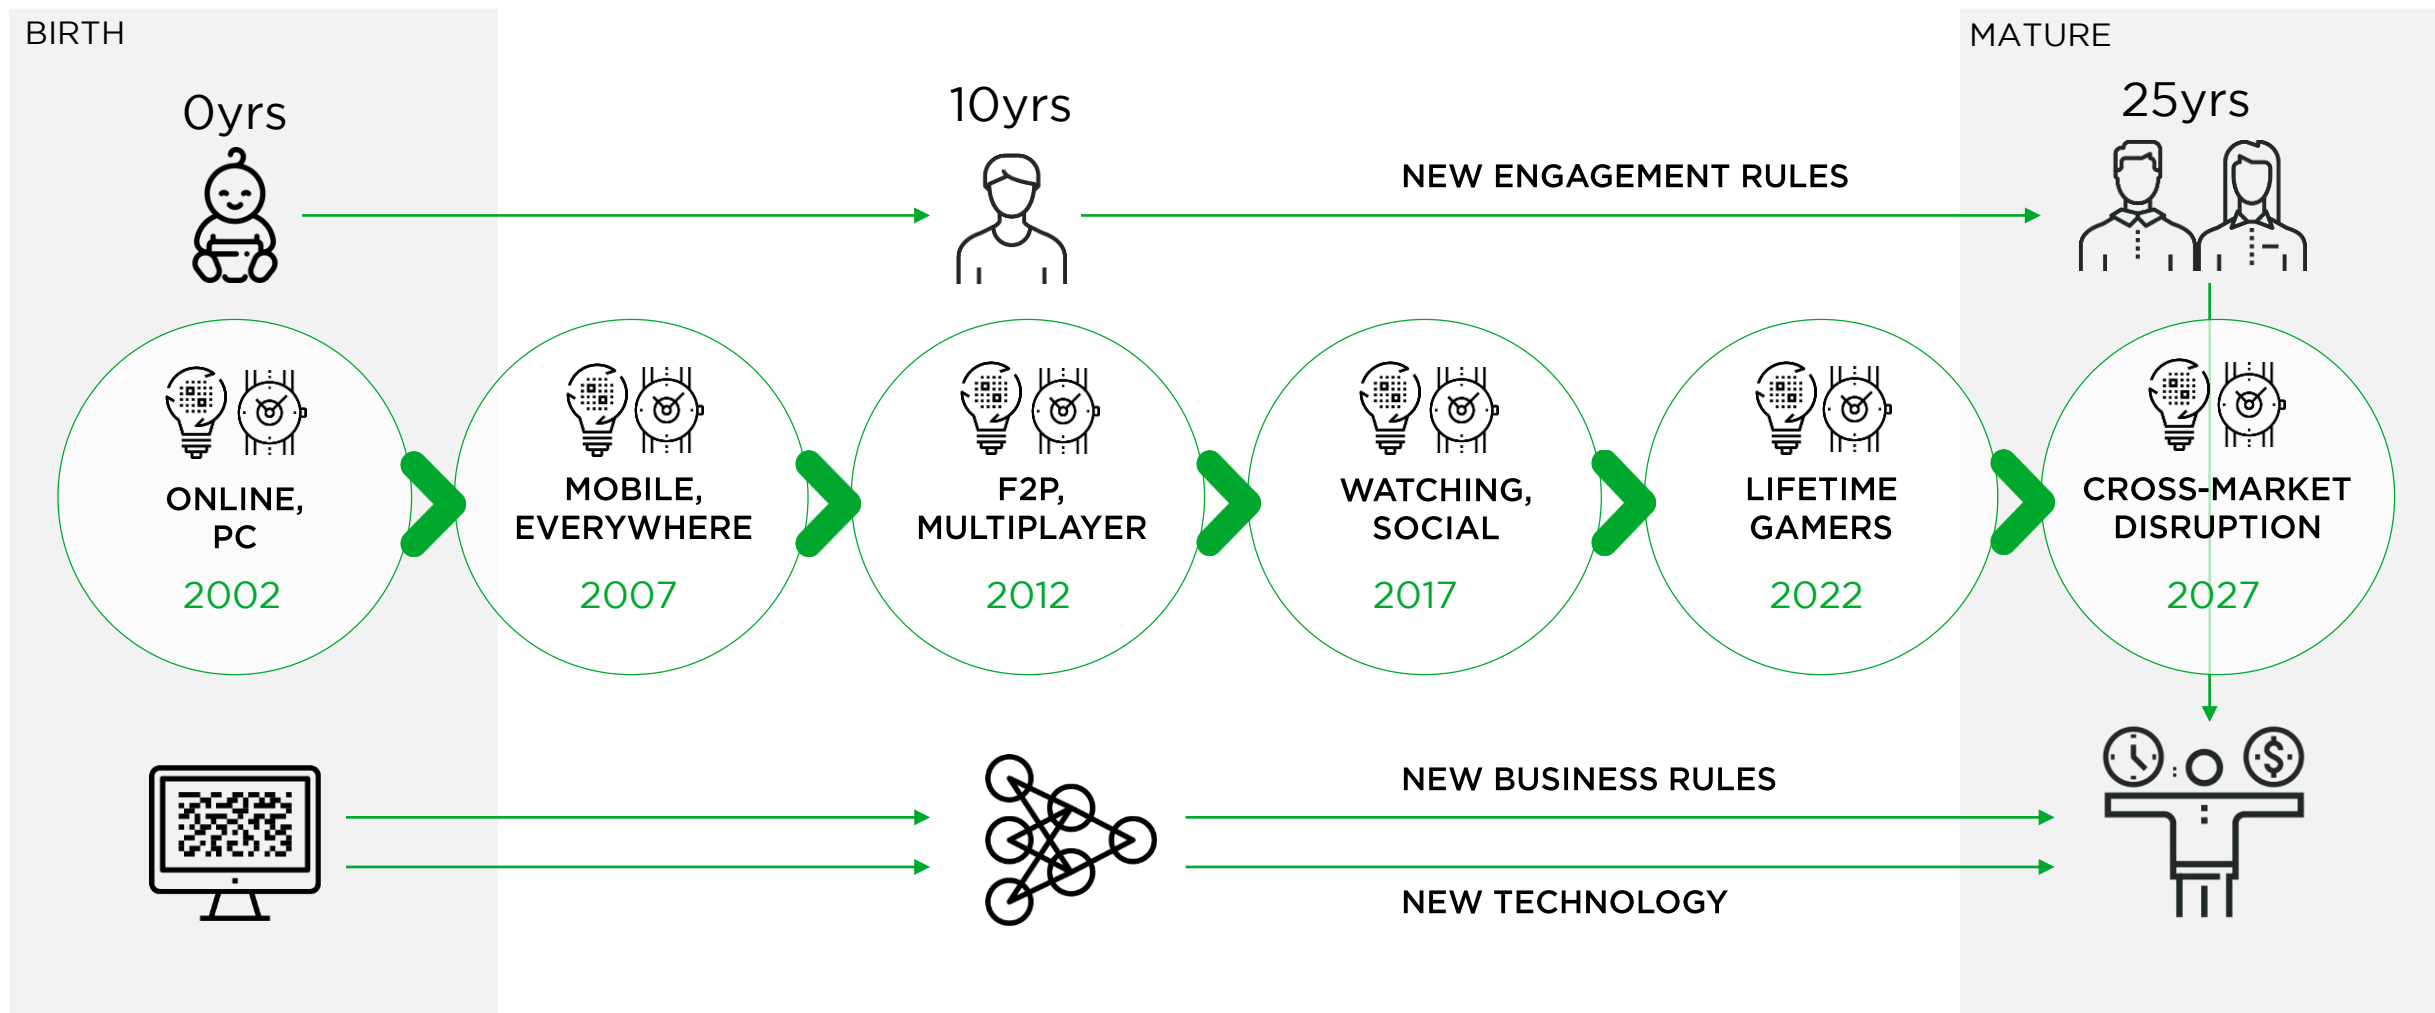 BIRTH
MATURE
0yrs
10yrs
25yrs
NEW ENGAGEMENT RULES
ONLINE,
PC
2002
MOBILE,
EVERYWHERE
2007
F2P,
MULTIPLAYER
2012
WATCHING,
SOCIAL
2017
LIFETIME
GAMERS
2022
CROSS-MARKET
DISRUPTION
2027
NEW BUSINESS RULES
NEW TECHNOLOGY
$